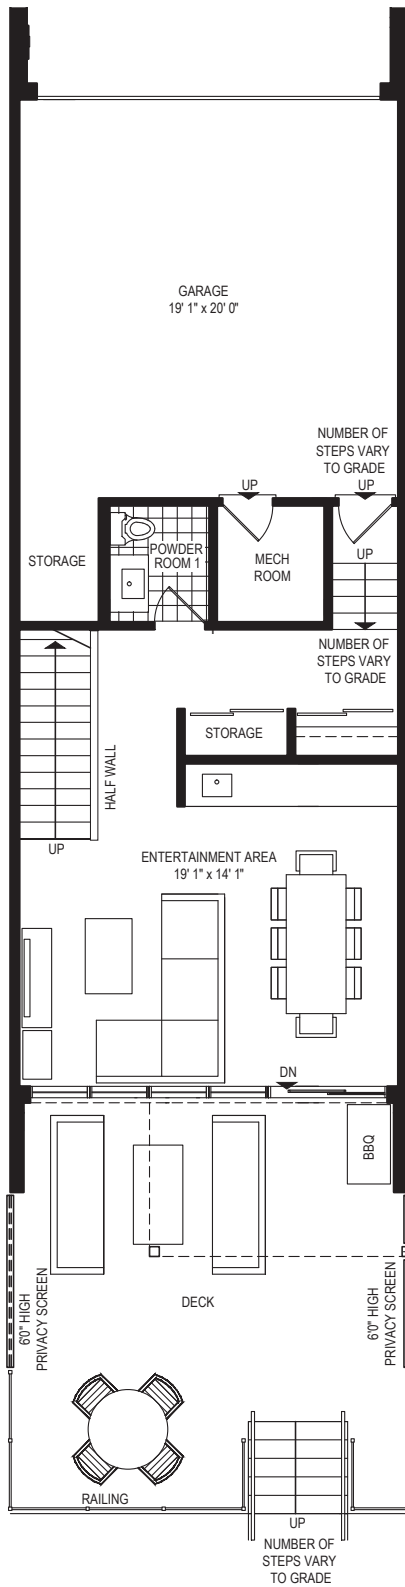 GARAGE
19' 1" x 20' 0"
NUMBER OF
STEPS VARY
TO GRADE
UP
UP
STORAGE
POWDER
ROOM 1
MECH
ROOM
UP
NUMBER OF
STEPS VARY
TO GRADE
STORAGE
HALF WALL
UP
ENTERTAINMENT AREA
19' 1" x 14' 1"
DN
BBQ
6'0" HIGH
PRIVACY SCREEN
DECK
6'0" HIGH
PRIVACY SCREEN
RAILING
UP
NUMBER OF
STEPS VARY
TO GRADE